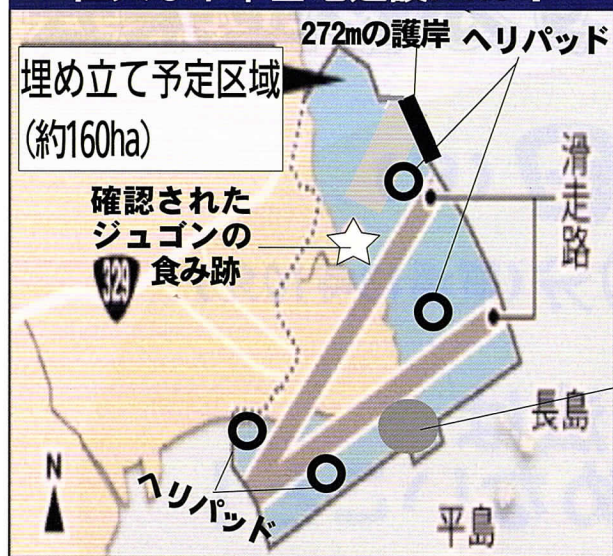 272mの護岸
ヘリパッド
埋め立て予定区域
(約160ha)
滑走路
確認された
ジュゴンの
食み跡
329
長島
N
ヘリパッド
平島